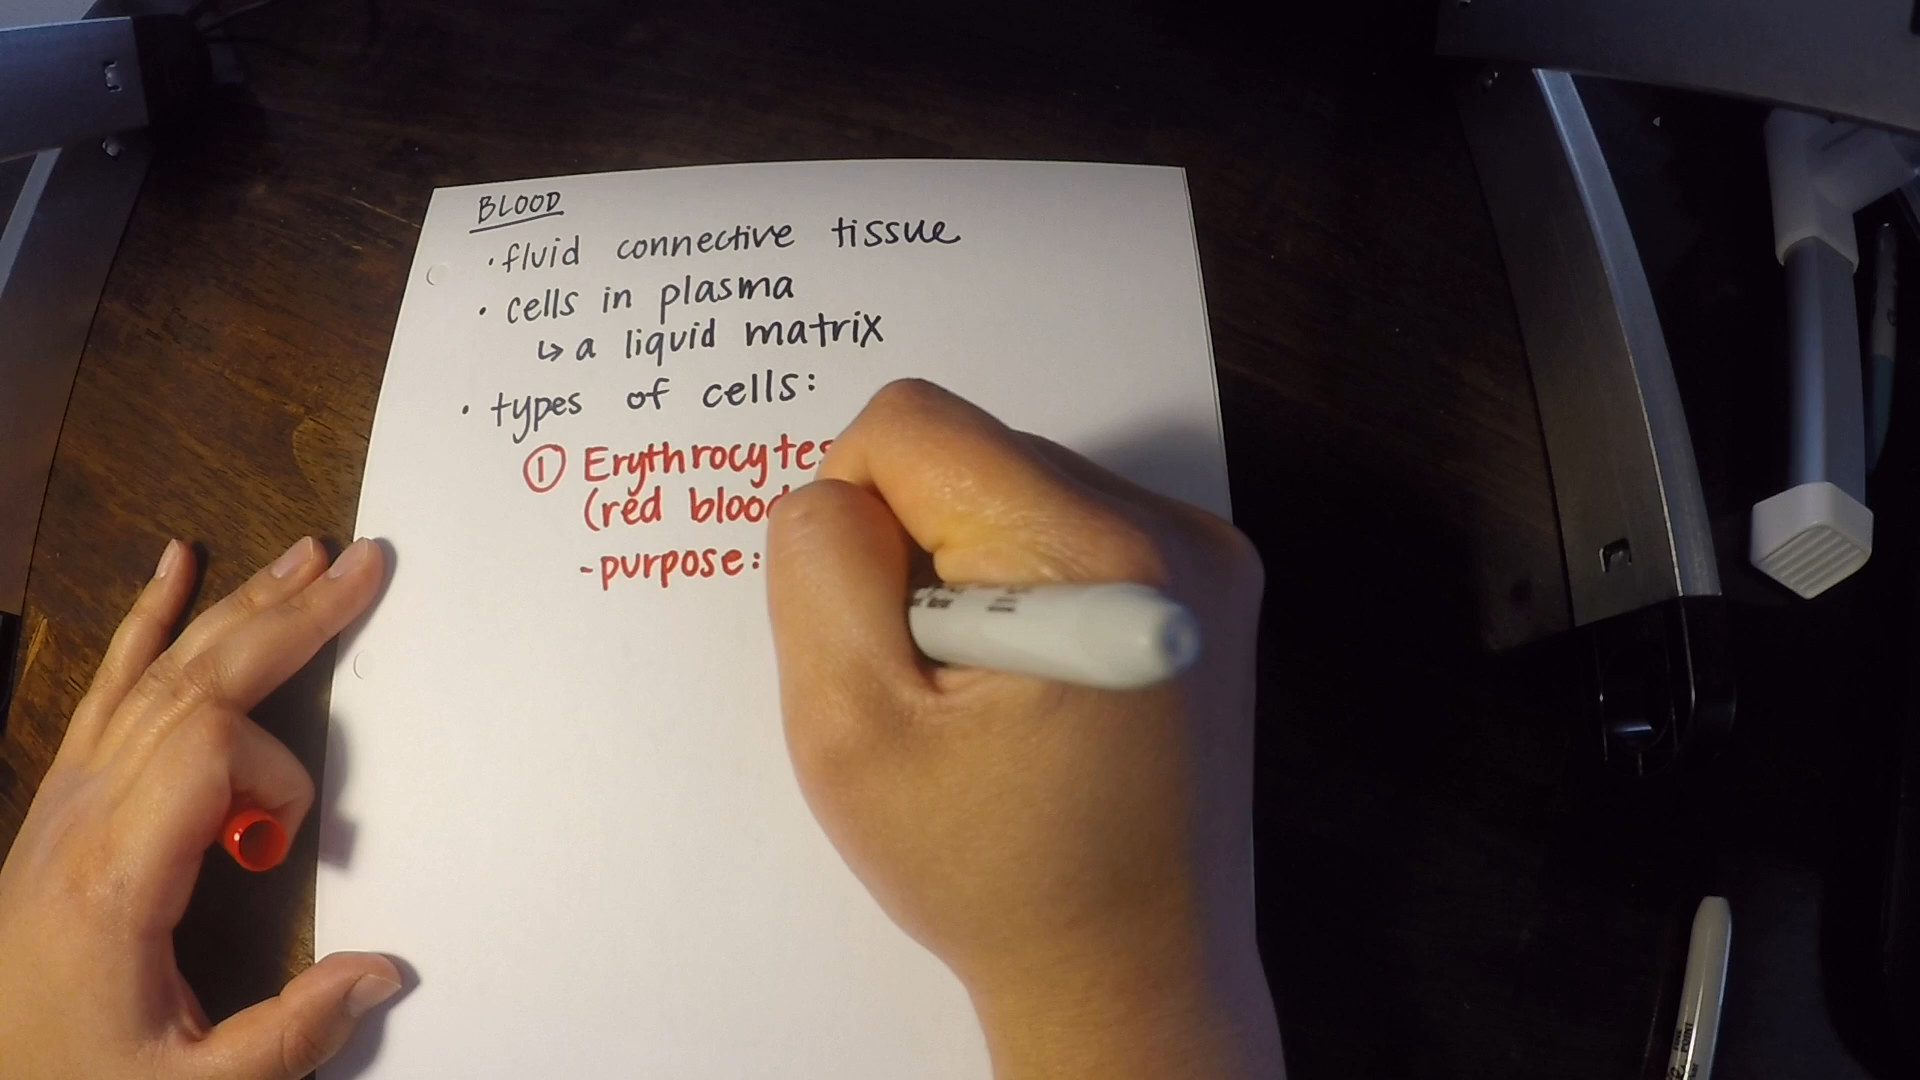 BLOOD
• fluid connective tissue
• cells in plasma
↳ a liquid matrix
• types of cells:
① Erythrocytes
(red blood
- purpose: